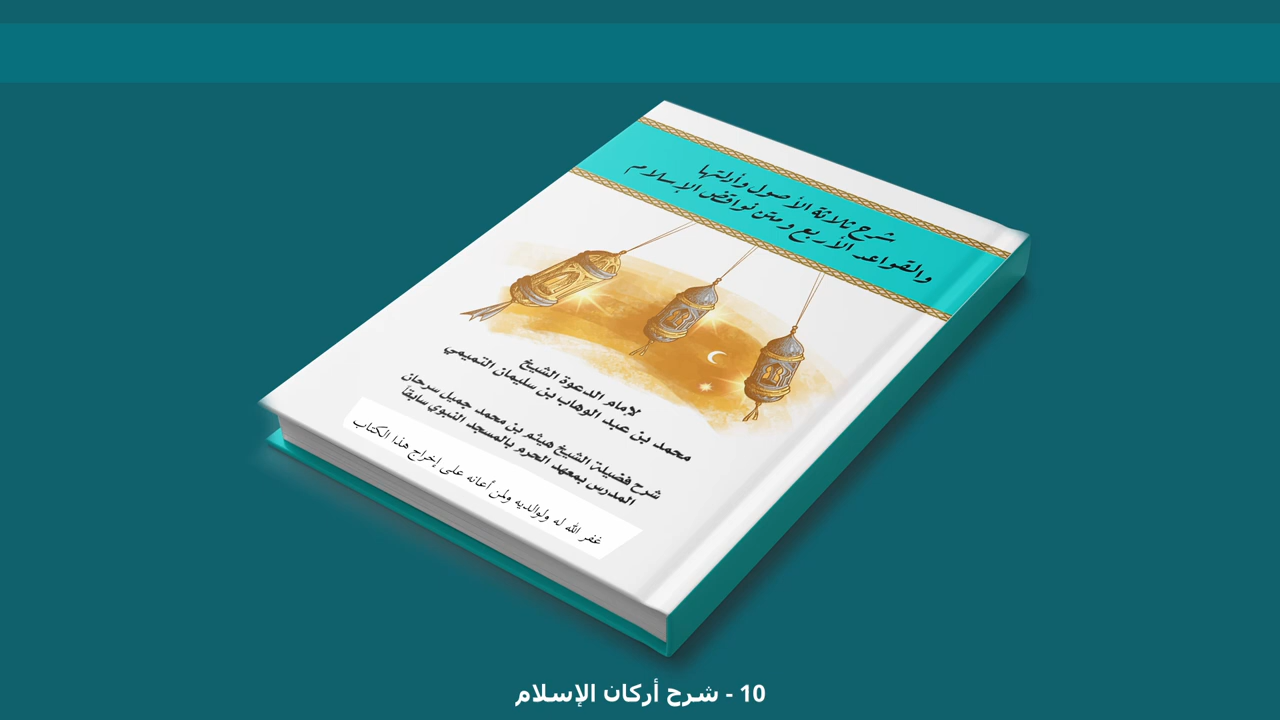 شرح ثلاثة الأصول وأدلتها
والقواعد الأربع ومتن نواقض الإسلام
لإمام الدعوة الشيخ
محمد بن عبد الوهاب بن سليمان التميمي
شرح فضيلة الشيخ هيثم بن محمد جميل سرحان
المدرس بمعهد الحرم بالمسجد النبوي سابقاً
غفر الله له ولوالديه ولمن أعانه على إخراج هذا الكتاب
10 - شرح أركان الإسلام